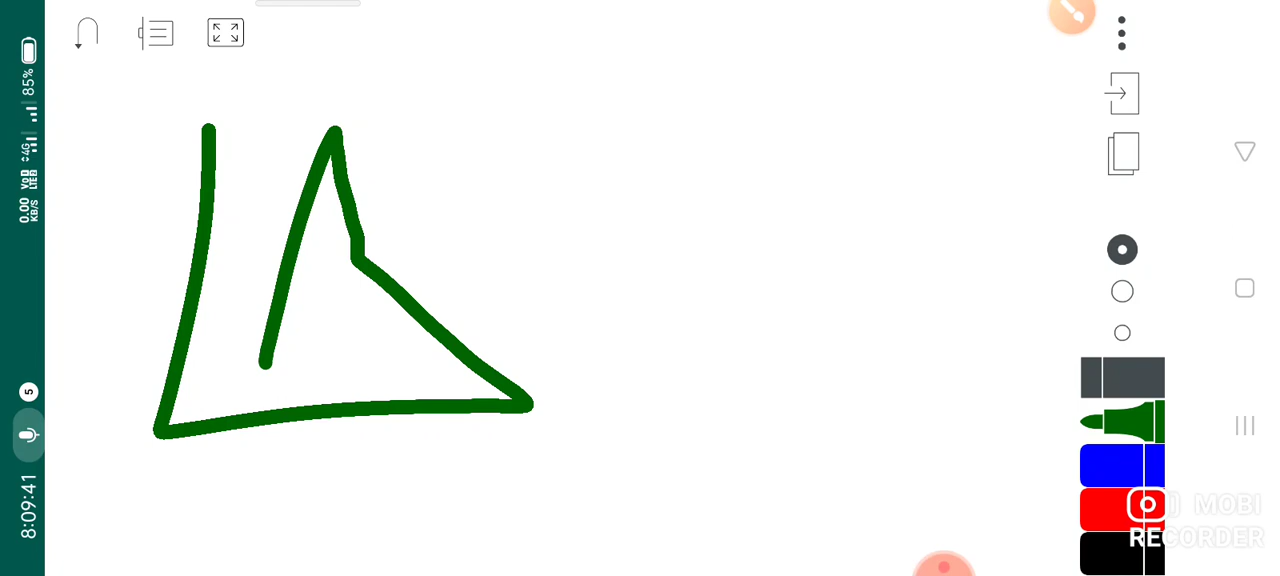 8:09:41
5
0.00 KB/S
VoB LTE
4G
85%
MOBI
RECORDER